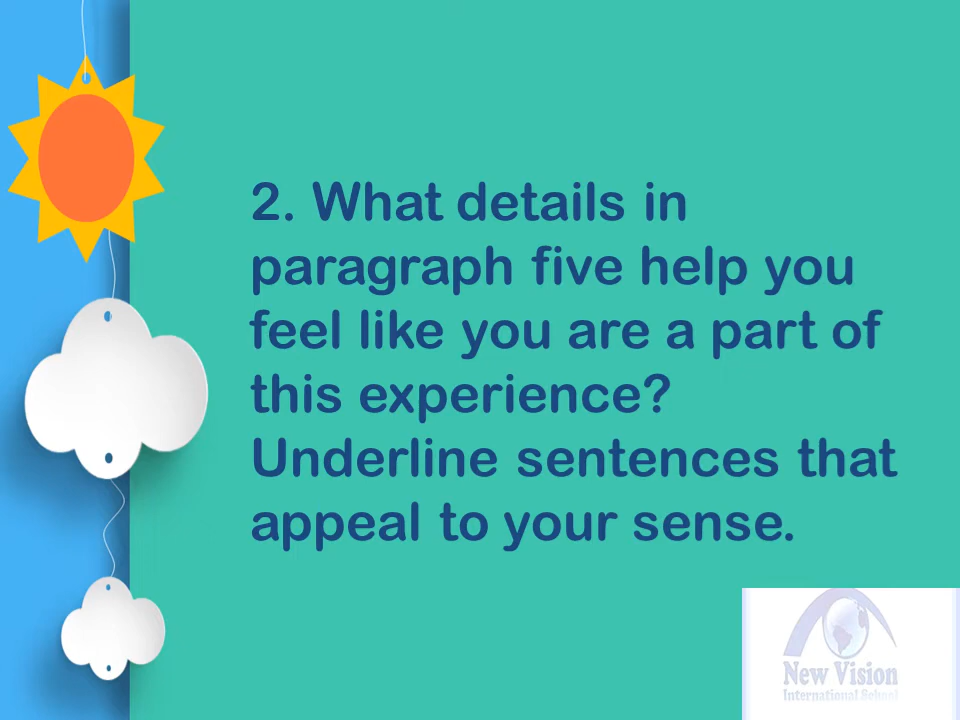 2. What details in
paragraph five help you
feel like you are a part of
this experience?
Underline sentences that
appeal to your sense.
New Vision
International School